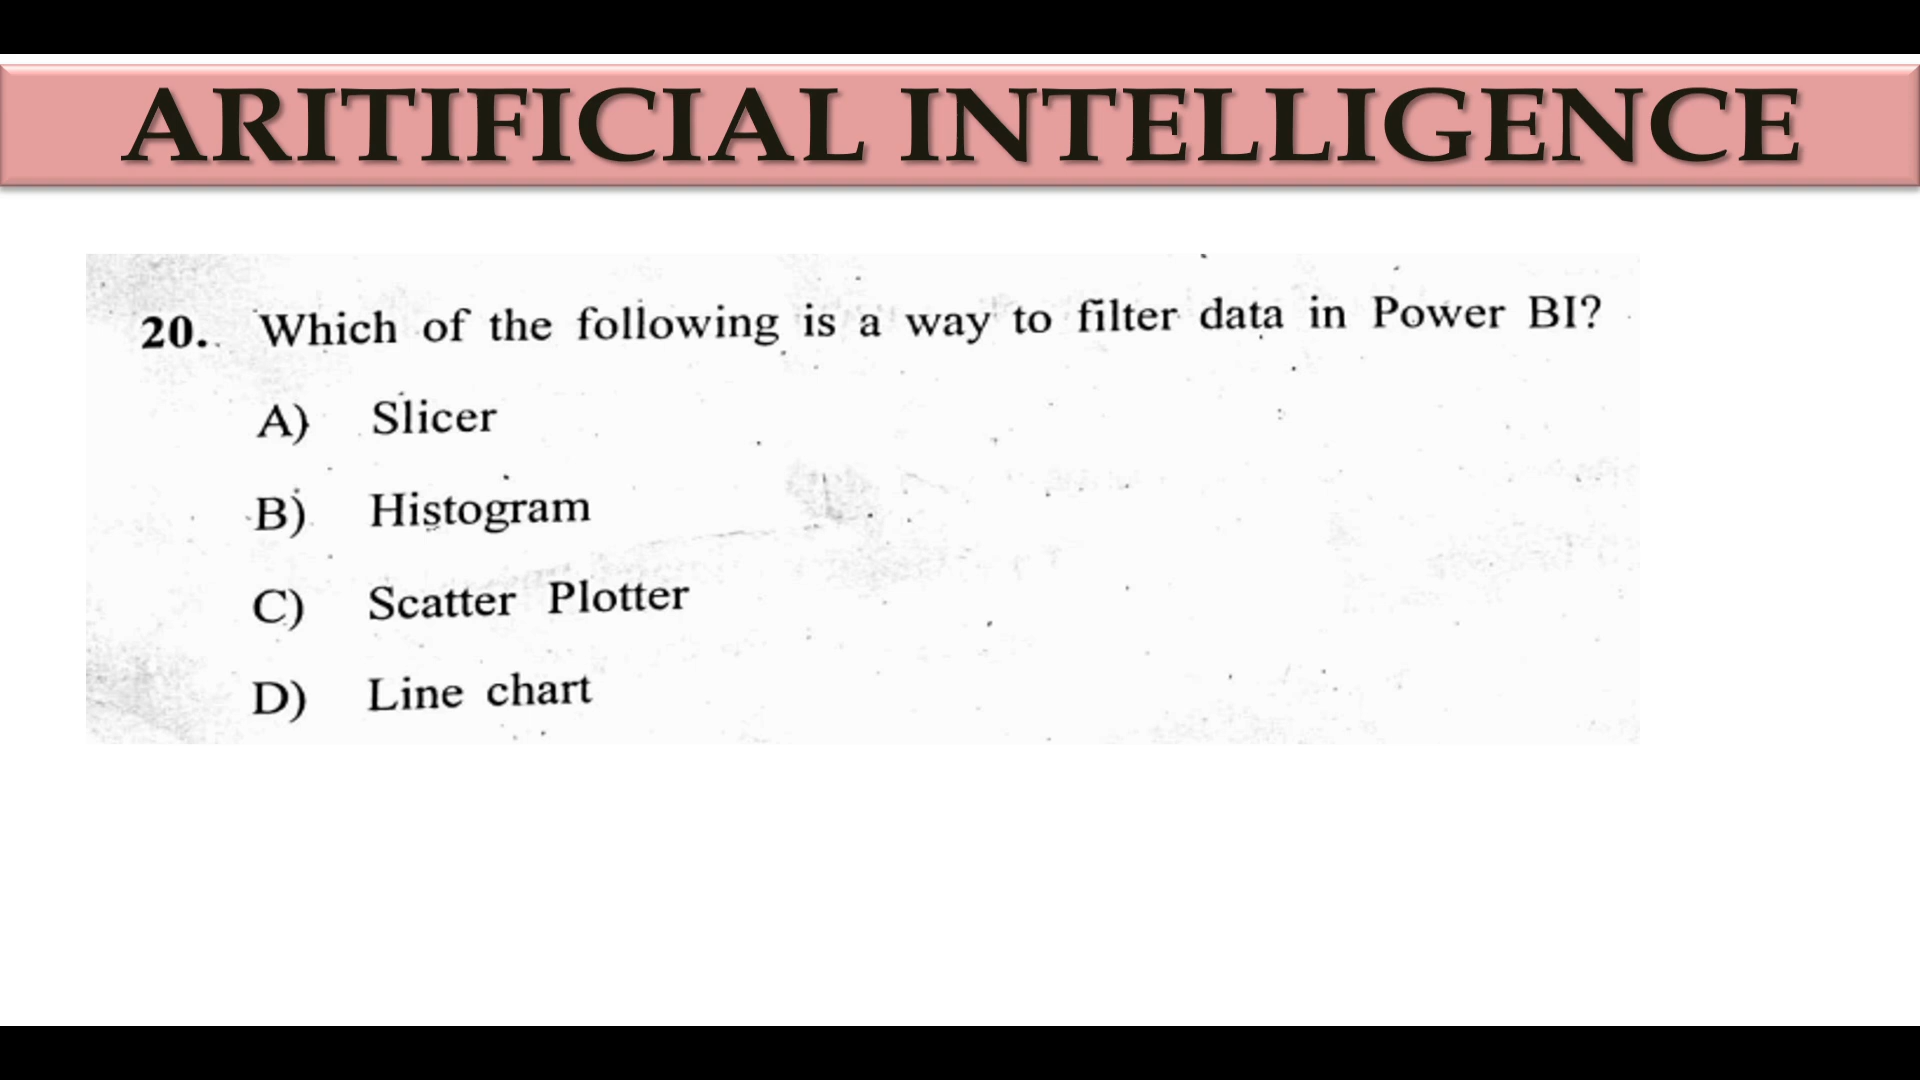 ARITIFICIAL INTELLIGENCE
20. Which of the following is a way to filter data in Power BI?
A) Slicer
B) Histogram
C) Scatter Plotter
D) Line chart